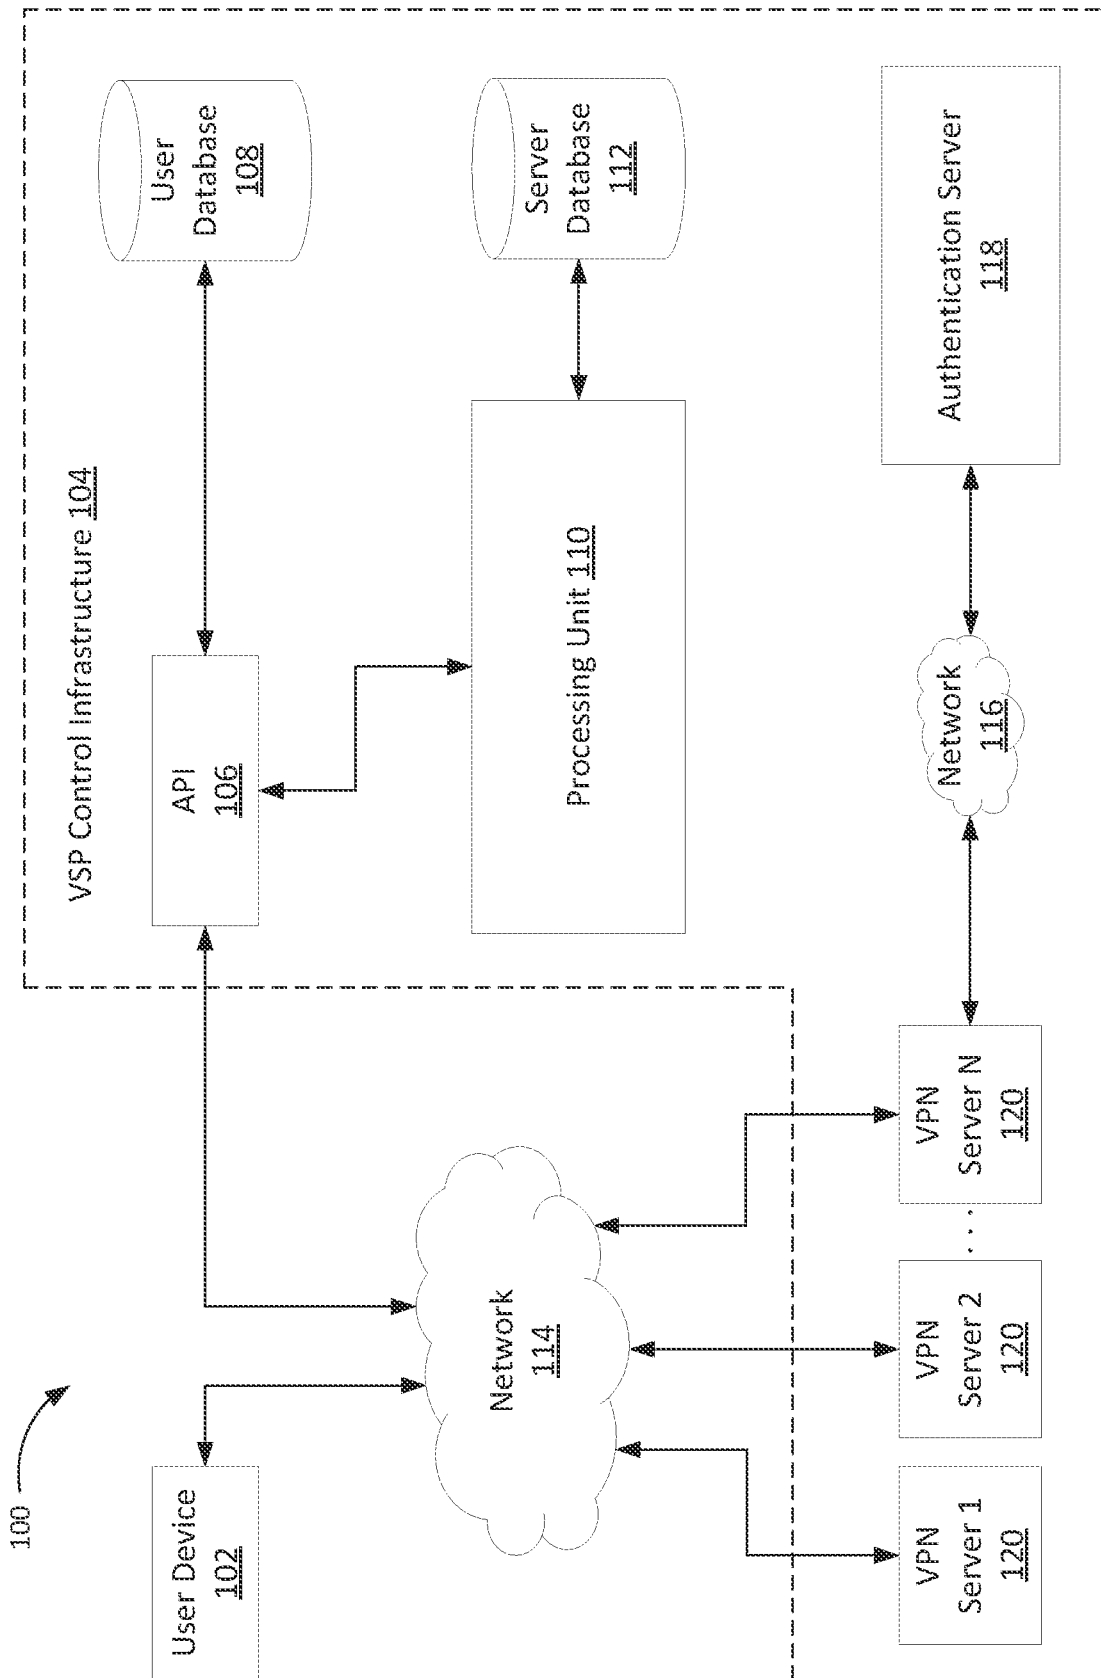 100
VSP Control Infrastructure 104
User Device
102
API
106
User
Database
108
Network
114
Processing Unit 110
Server
Database
112
VPN
Server 1
120
VPN
Server 2
120
. . .
VPN
Server N
120
Network
116
Authentication Server
118